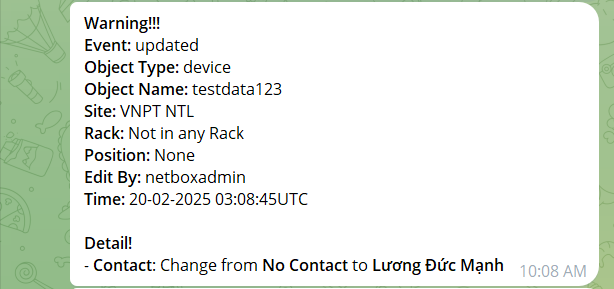 Warning!!!
Event: updated
Object Type: device
Object Name: testdata123
Site: VNPT NTL
Rack: Not in any Rack
Position: None
Edit By: netboxadmin
Time: 20-02-2025 03:08:45UTC
Detail!
- Contact: Change from No Contact to Lương Đức Mạnh
10:08 AM